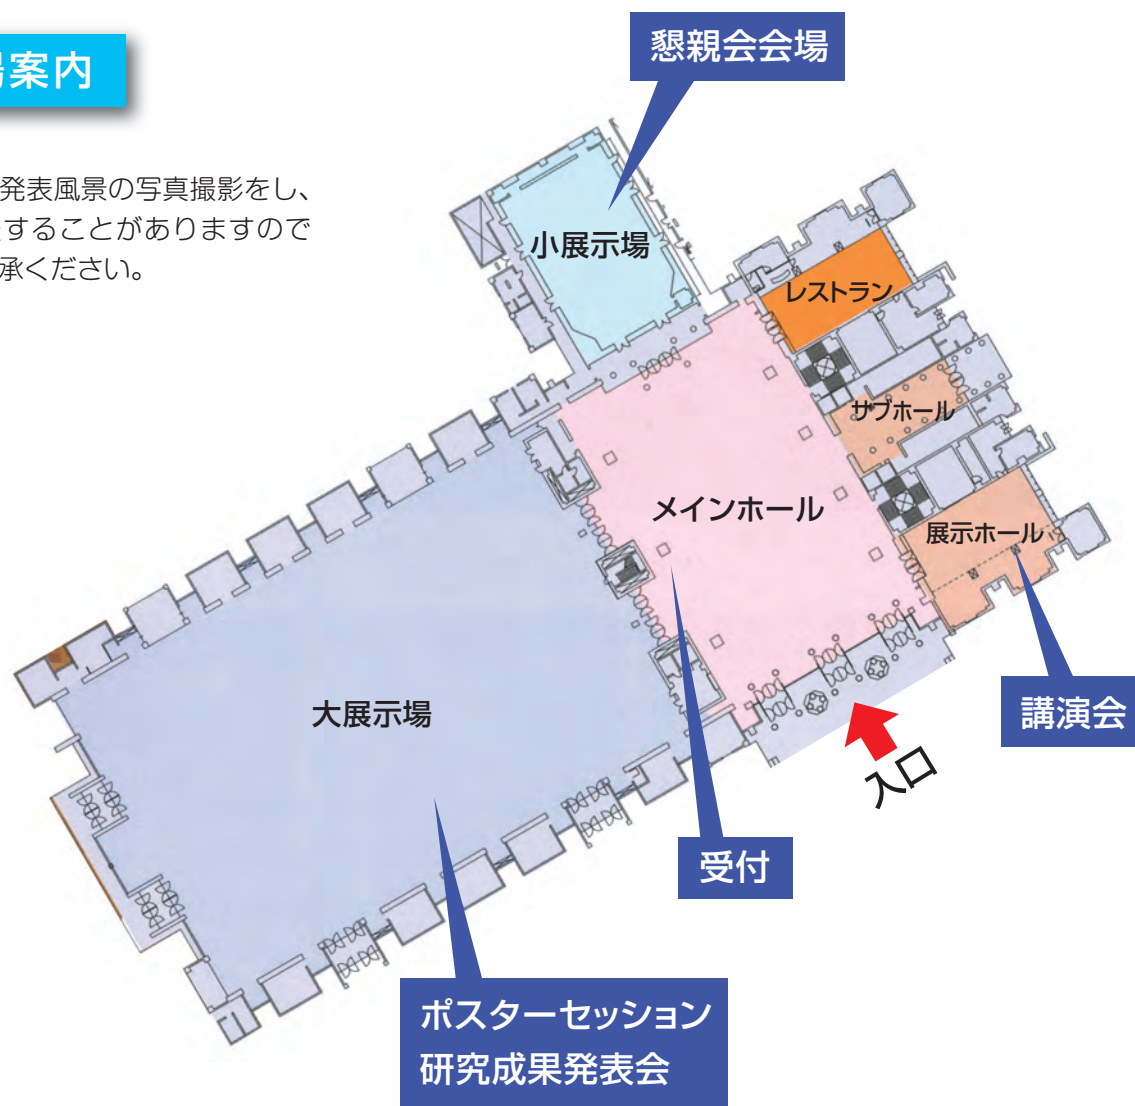 場案内
発表風景の写真撮影をし、
することがありますので
承ください。
懇親会会場
小展示場
レストラン
サブホール
メインホール
展示ホール
大展示場
講演会
入口
受付
ポスターセッション
研究成果発表会